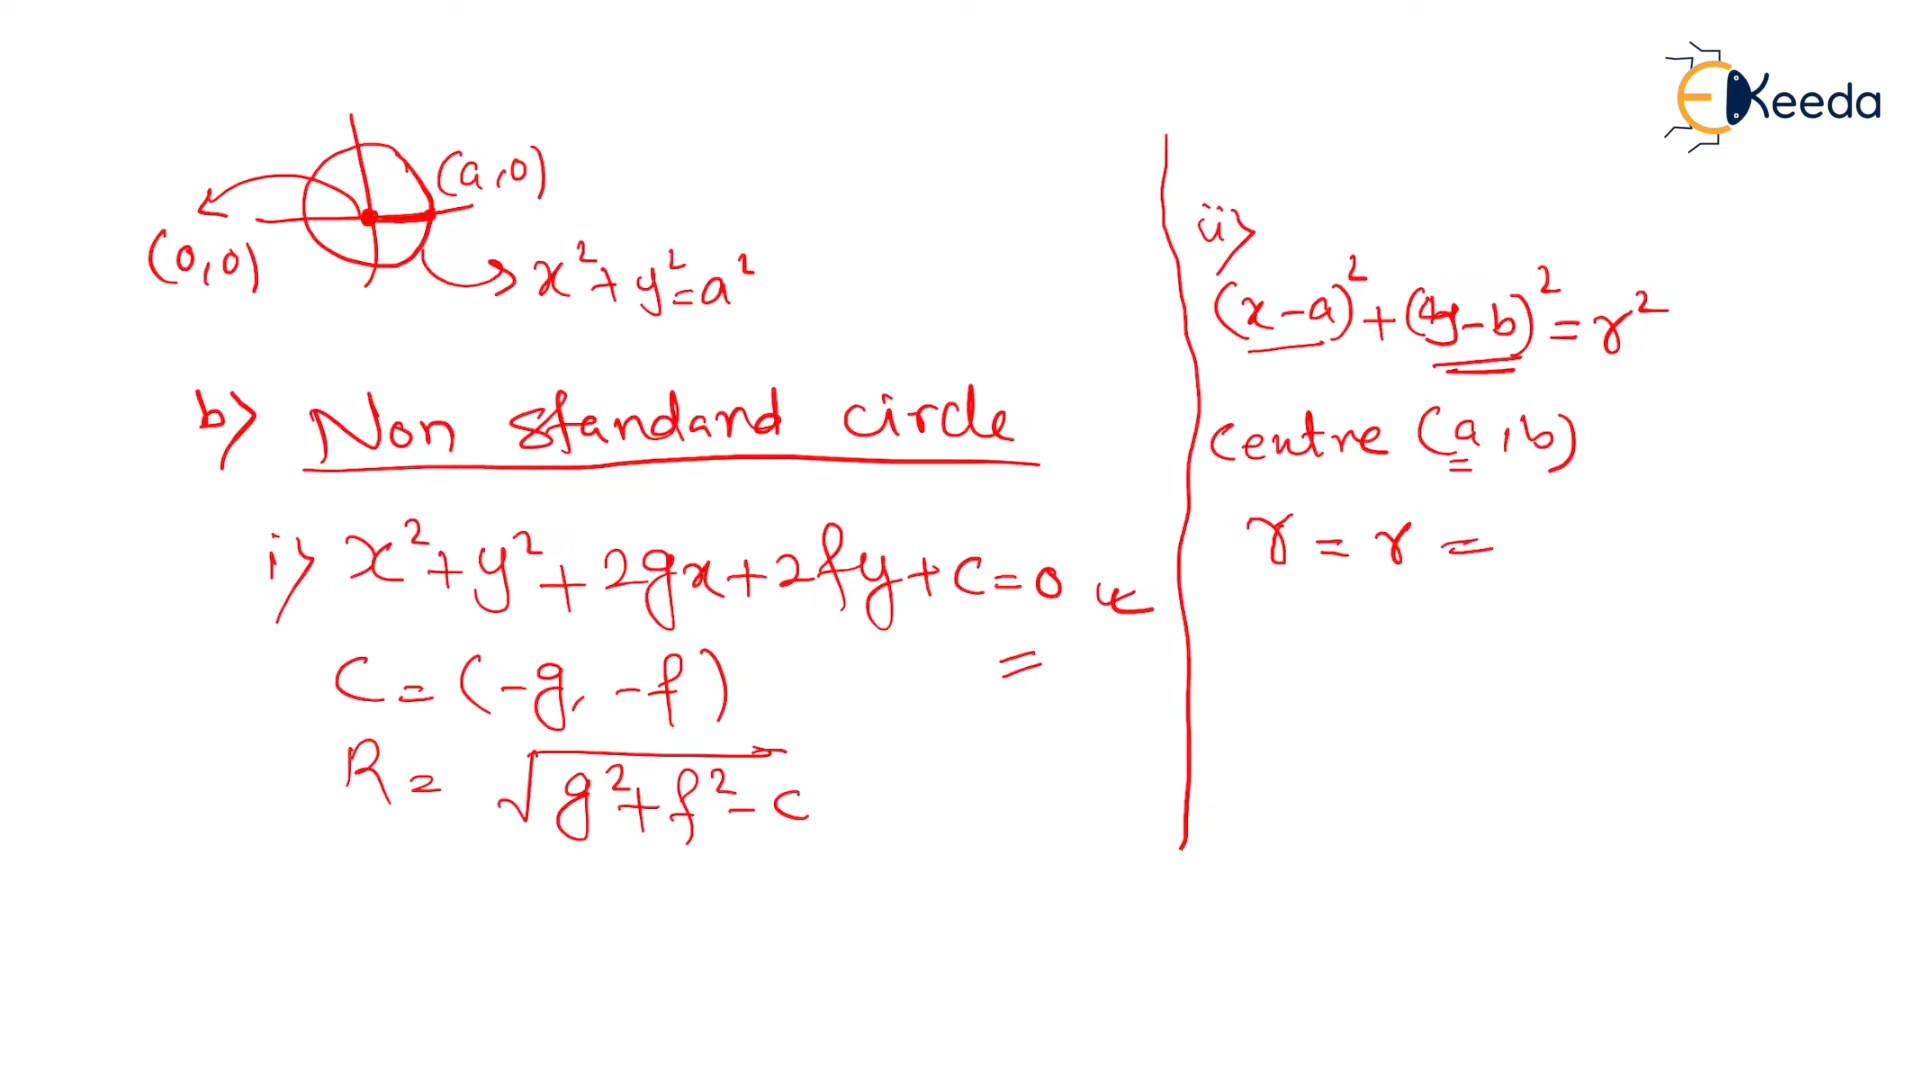 EKeeda
(a,0)
(0,0)
x²+y²=a²
b> Non standard circle
i> x²+y²+2gx+2fy+c=0
C=(-g, -f)
=
R= √g²+f²-c
ii>
(x-a)²+(y-b)²=r²
centre (a,b)
r=r=